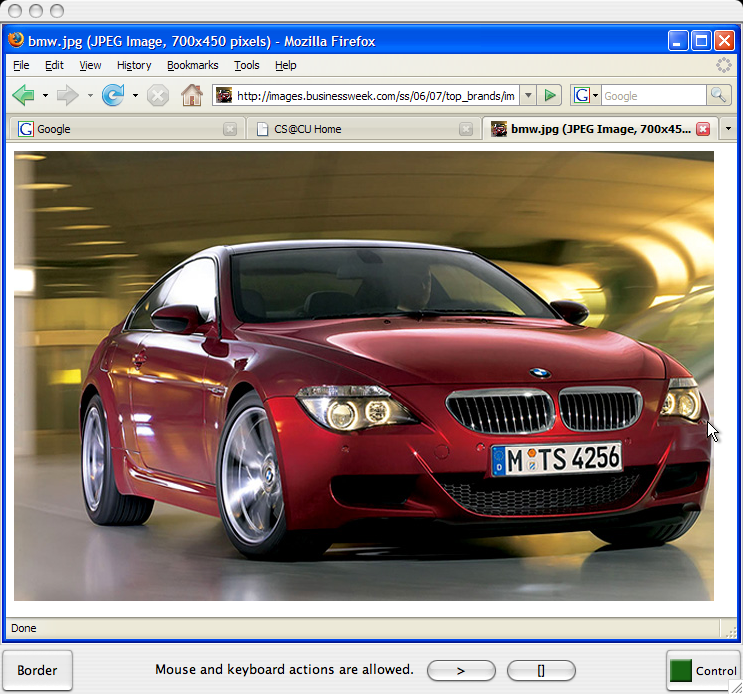 bmw.jpg (JPEG Image, 700x450 pixels) - Mozilla Firefox
File Edit View History Bookmarks Tools Help
http://images.businessweek.com/ss/06/07/top_brands/im G Google
G Google CS@CU Home bmw.jpg (JPEG Image, 700x45...
D M TS 4256
Done
Border Mouse and keyboard actions are allowed. > [] Control